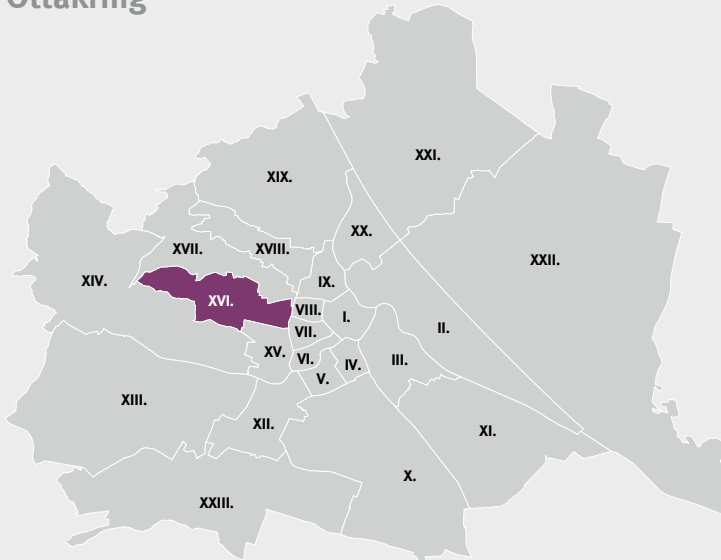 Ottakring
XXI.
XIX.
XX.
XVII.
XVIII.
XXII.
XIV.
IX.
XVI.
VIII.
I.
II.
VII.
XV.
VI.
IV.
III.
V.
XIII.
XII.
XI.
X.
XXIII.